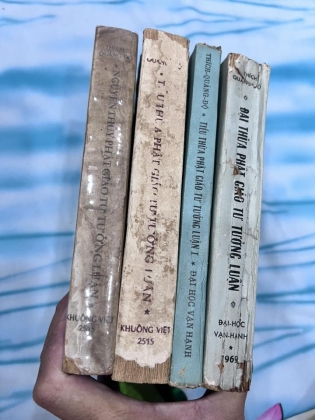 NGUYÊN THỦY PHẬT GIÁO TƯ TƯỞNG LUẬN
KHUÔNG VIỆT
T. THỪA PHẬT GIÁO TƯ TƯỞNG LUẬN *
KHUÔNG VIỆT
2515
THÍCH-QUẢNG-ĐỘ * TIỂU THỪA PHẬT GIÁO TƯ TƯỞNG LUẬN I * ĐẠI HỌC VẠN HẠNH
THÍCH
QUẢNG-ĐỘ
ĐẠI THỪA PHẬT GIÁO TƯ TƯỞNG LUẬN
ĐẠI-HỌC
VẠN-HẠNH
* 1969